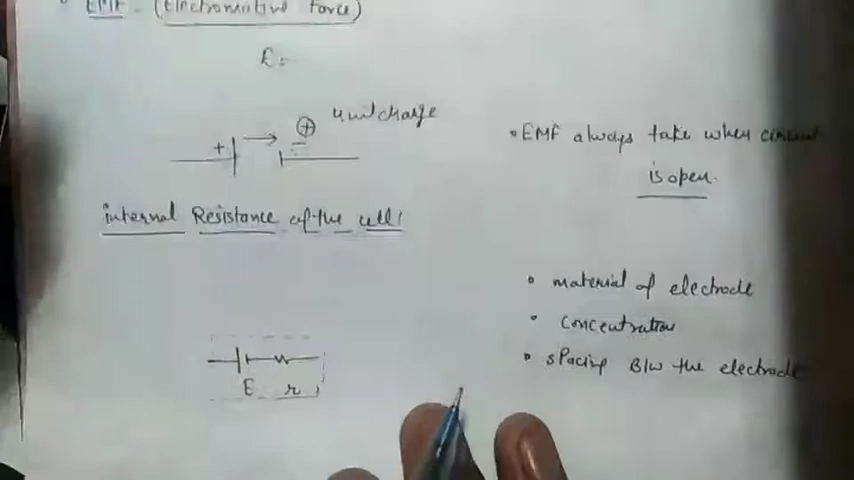 • EMF - (Electromotive Force)
E =
+ → ⊕ unit charge
-
• EMF always take when circuit
is open.
internal Resistance of the cell:
• material of electrode
• concentration
• spacing B/w the electrode
E r